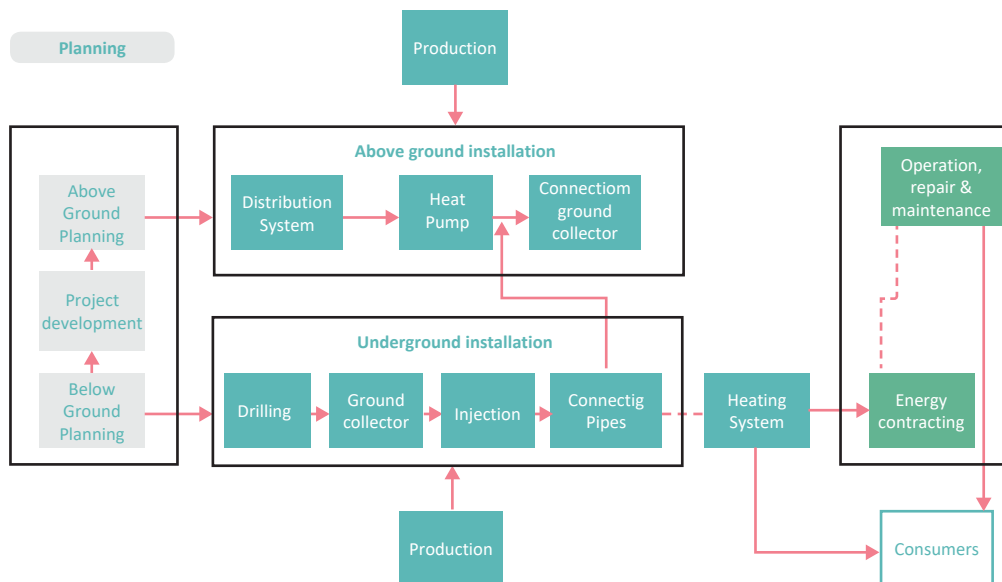 Planning
Production
Above ground installation
Above
Ground
Planning
Distribution
System
Heat
Pump
Connectiom
ground
collector
Operation,
repair &
maintenance
Project
development
Underground installation
Below
Ground
Planning
Drilling
Ground
collector
Injection
Connectig
Pipes
Heating
System
Energy
contracting
Production
Consumers